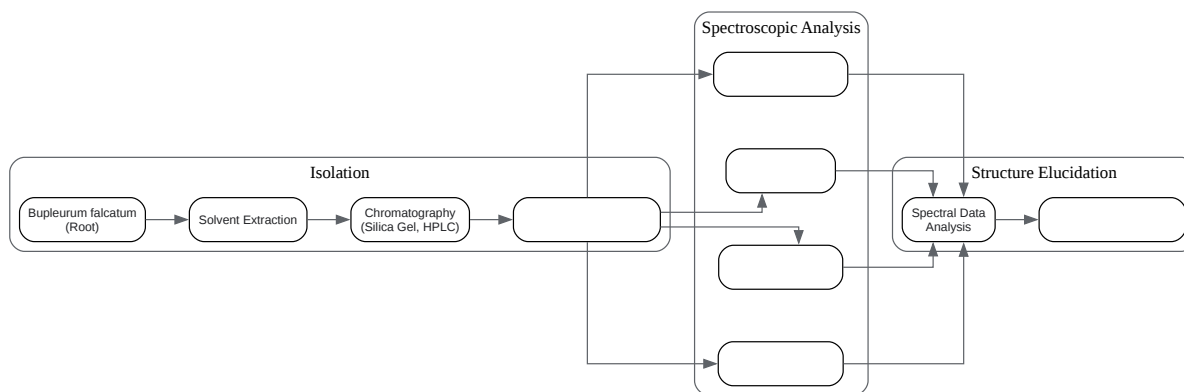 Spectroscopic Analysis
Isolation
Structure Elucidation
Bupleurum falcatum
(Root)
Solvent Extraction
Chromatography
(Silica Gel, HPLC)
Spectral Data
Analysis